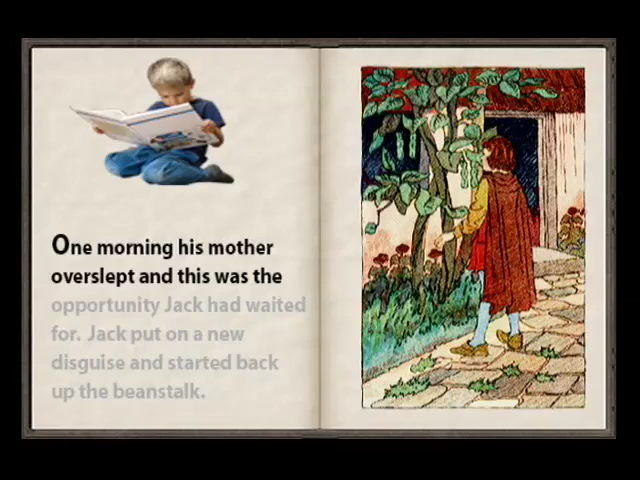 One morning his mother
overslept and this was the
opportunity Jack had waited
for. Jack put on a new
disguise and started back
up the beanstalk.